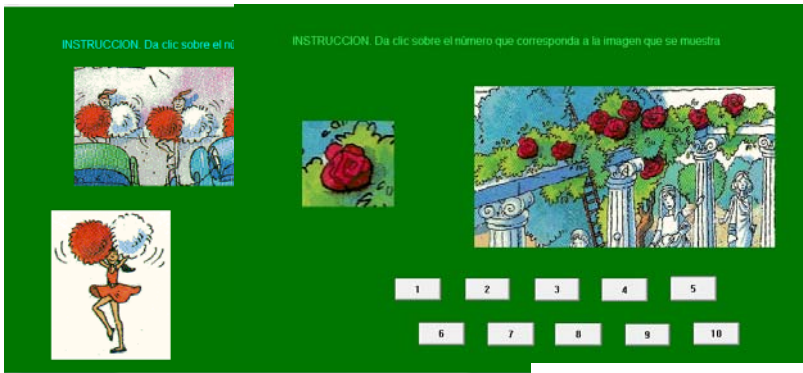 INSTRUCCION. Da clic sobre el nú
INSTRUCCION. Da clic sobre el número que corresponda a la imagen que se muestra
1 2 3 4 5
6 7 8 9 10